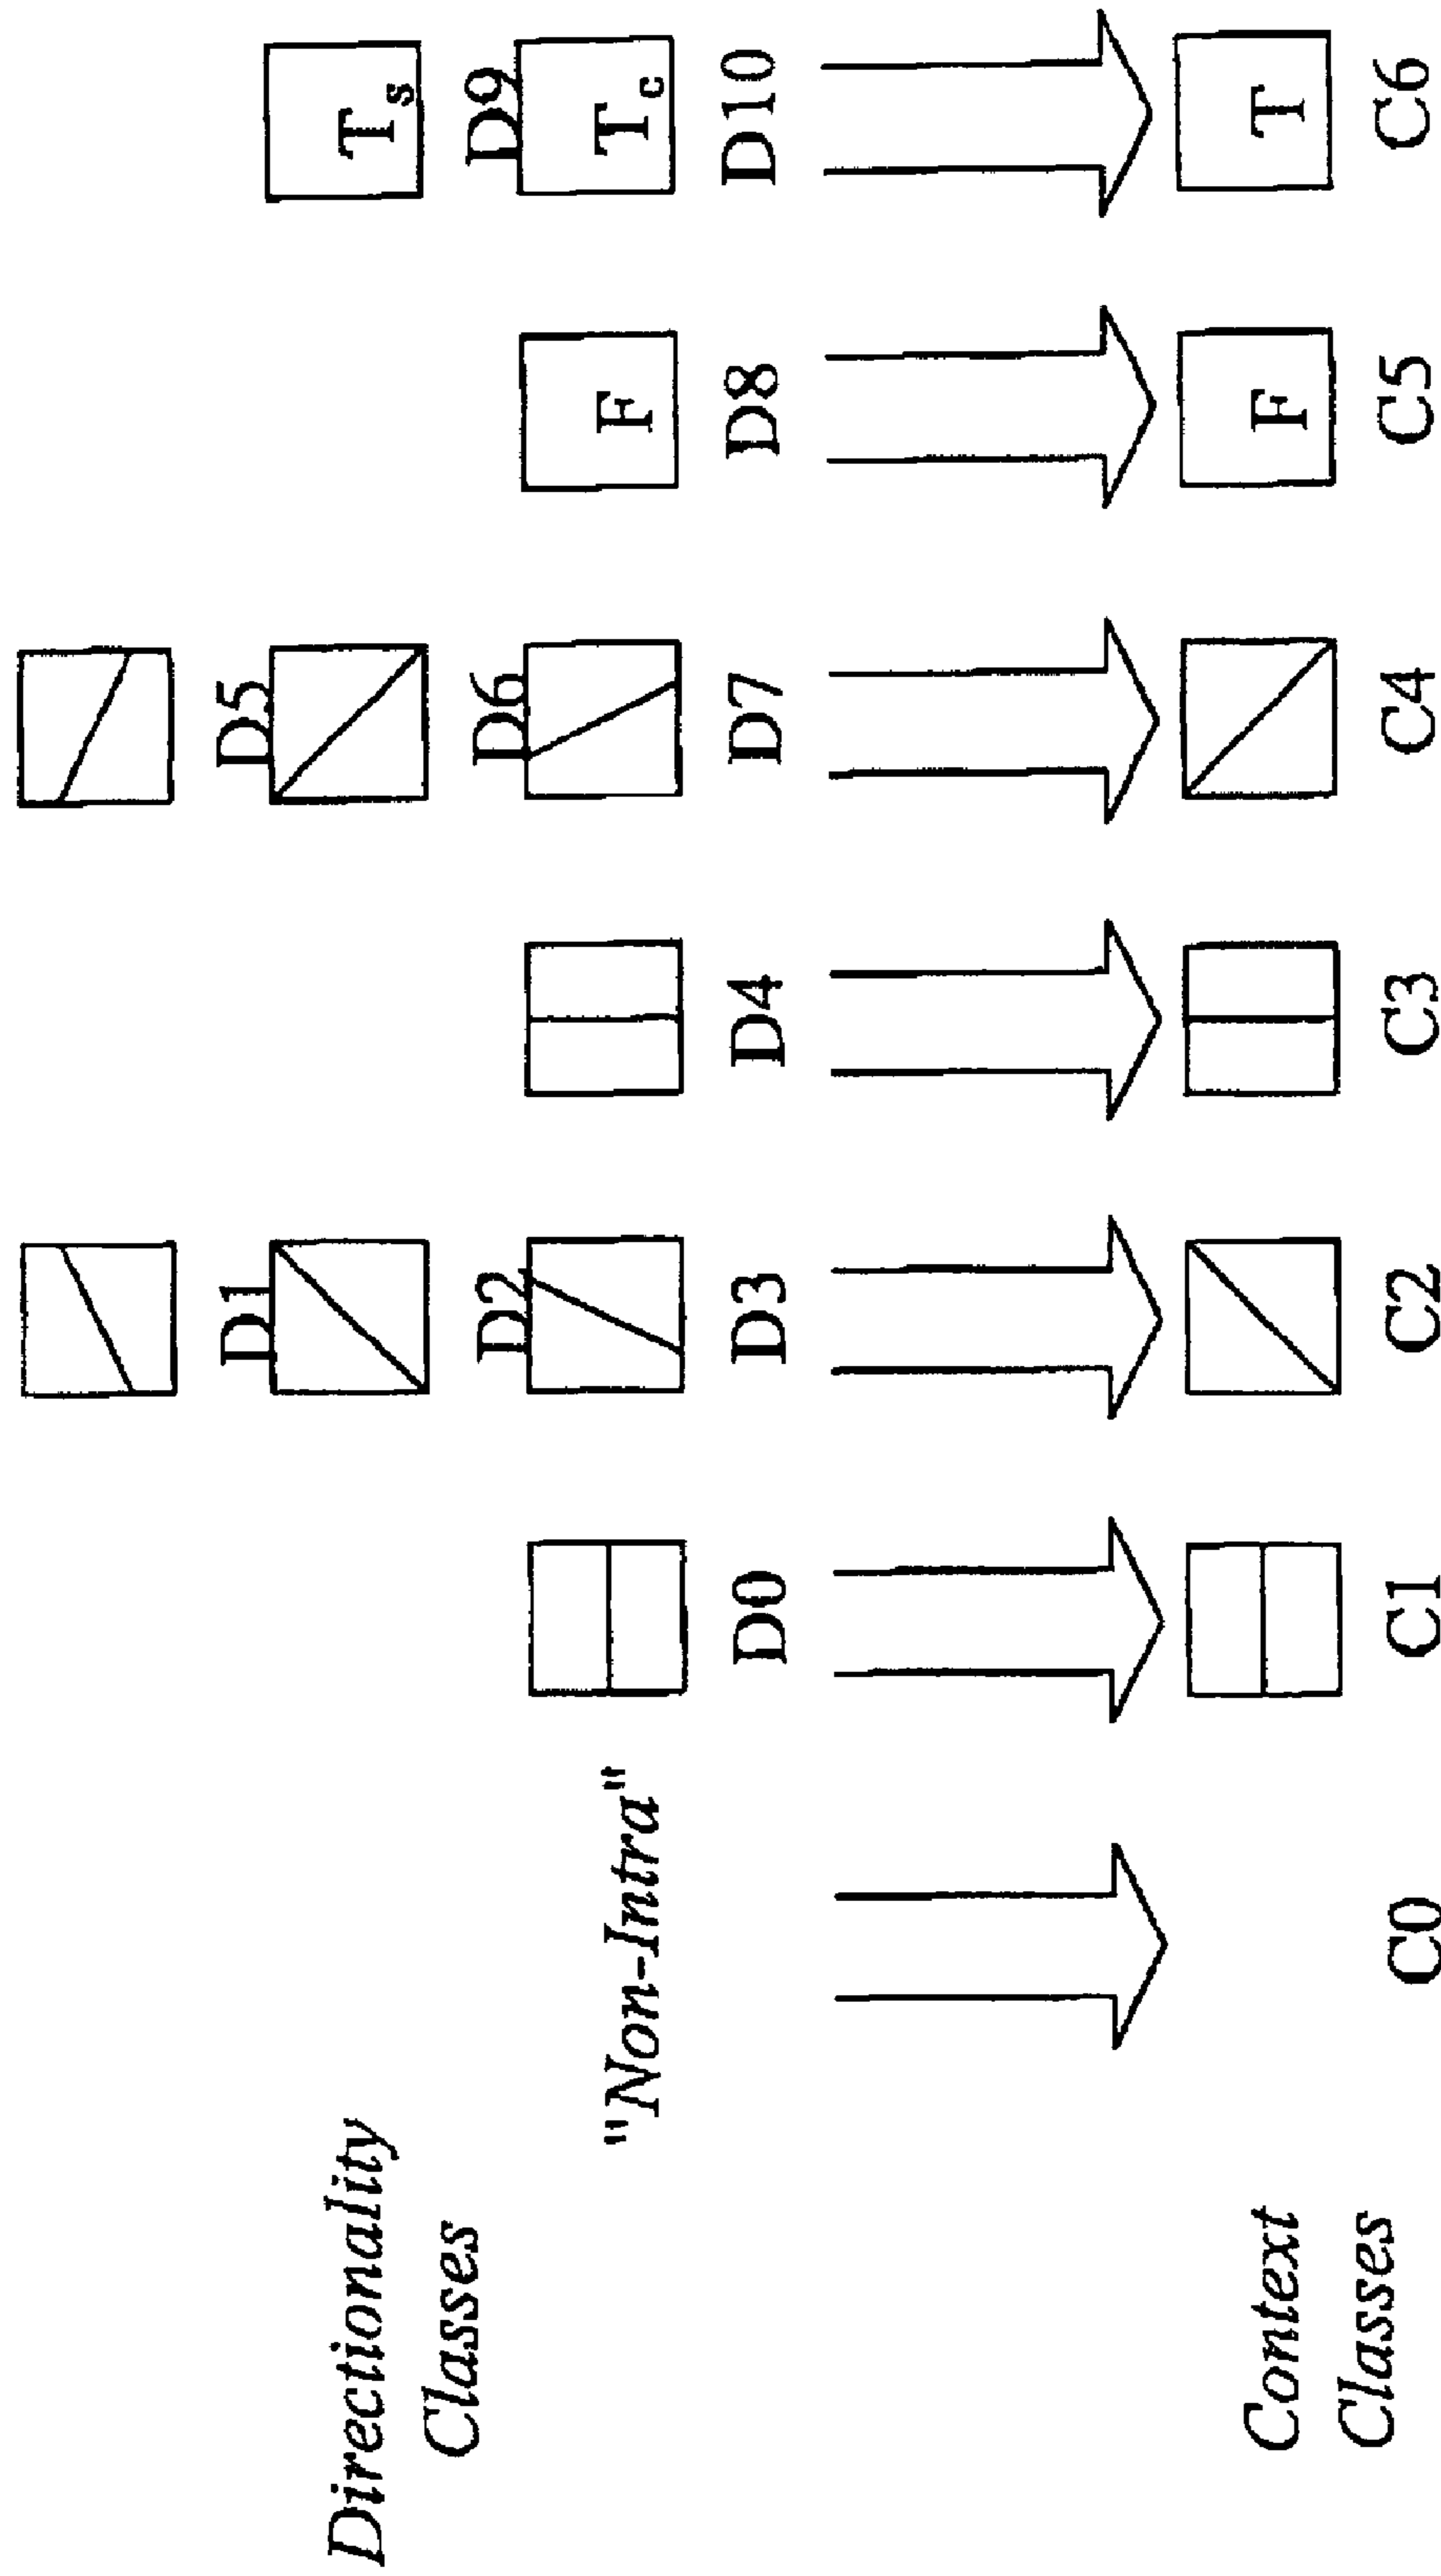 D1 D5
Directionality Ts
Classes
D2 D6 D9
"Non-Intra" F Tc
D0 D3 D4 D7 D8 D10
Context F T
Classes
C0 C1 C2 C3 C4 C5 C6